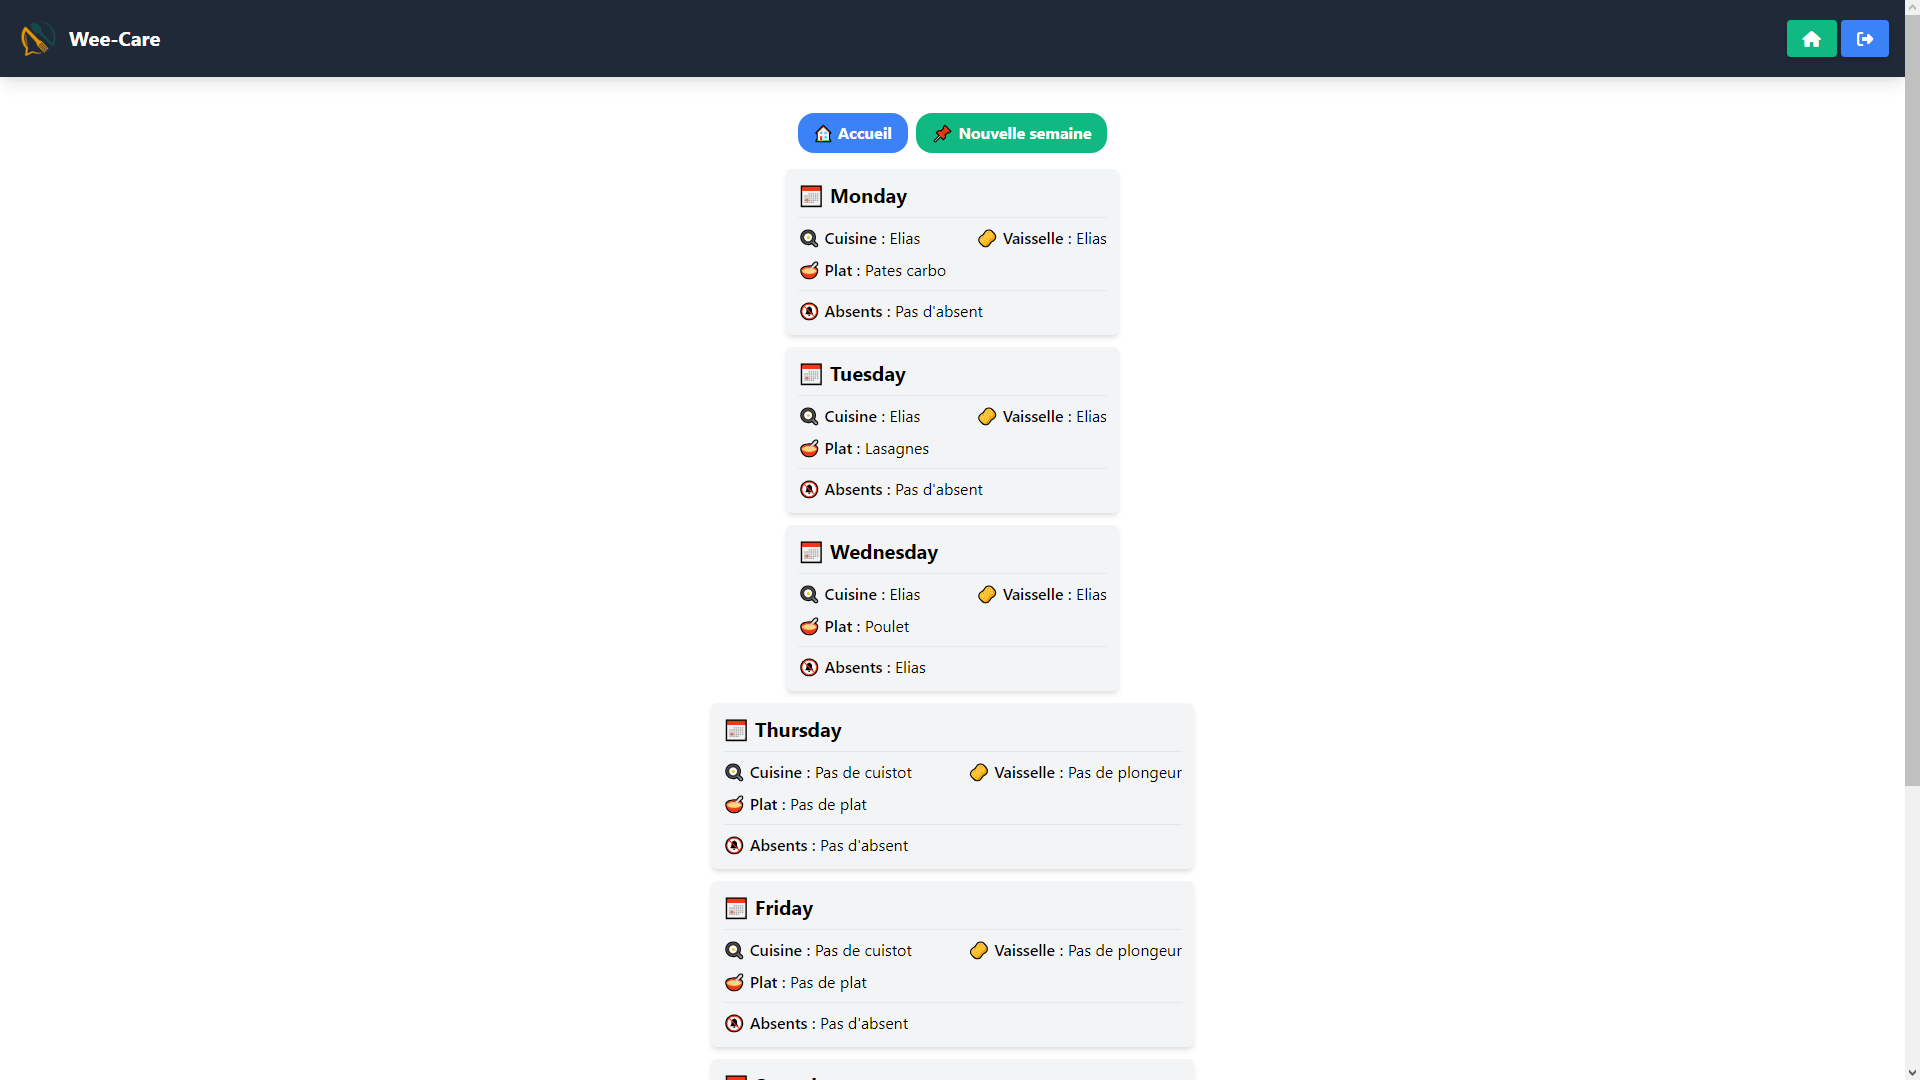 Wee-Care
Accueil
Nouvelle semaine
Monday
Cuisine : Elias
Vaisselle : Elias
Plat : Pates carbo
Absents : Pas d'absent
Tuesday
Cuisine : Elias
Vaisselle : Elias
Plat : Lasagnes
Absents : Pas d'absent
Wednesday
Cuisine : Elias
Vaisselle : Elias
Plat : Poulet
Absents : Elias
Thursday
Cuisine : Pas de cuistot
Vaisselle : Pas de plongeur
Plat : Pas de plat
Absents : Pas d'absent
Friday
Cuisine : Pas de cuistot
Vaisselle : Pas de plongeur
Plat : Pas de plat
Absents : Pas d'absent